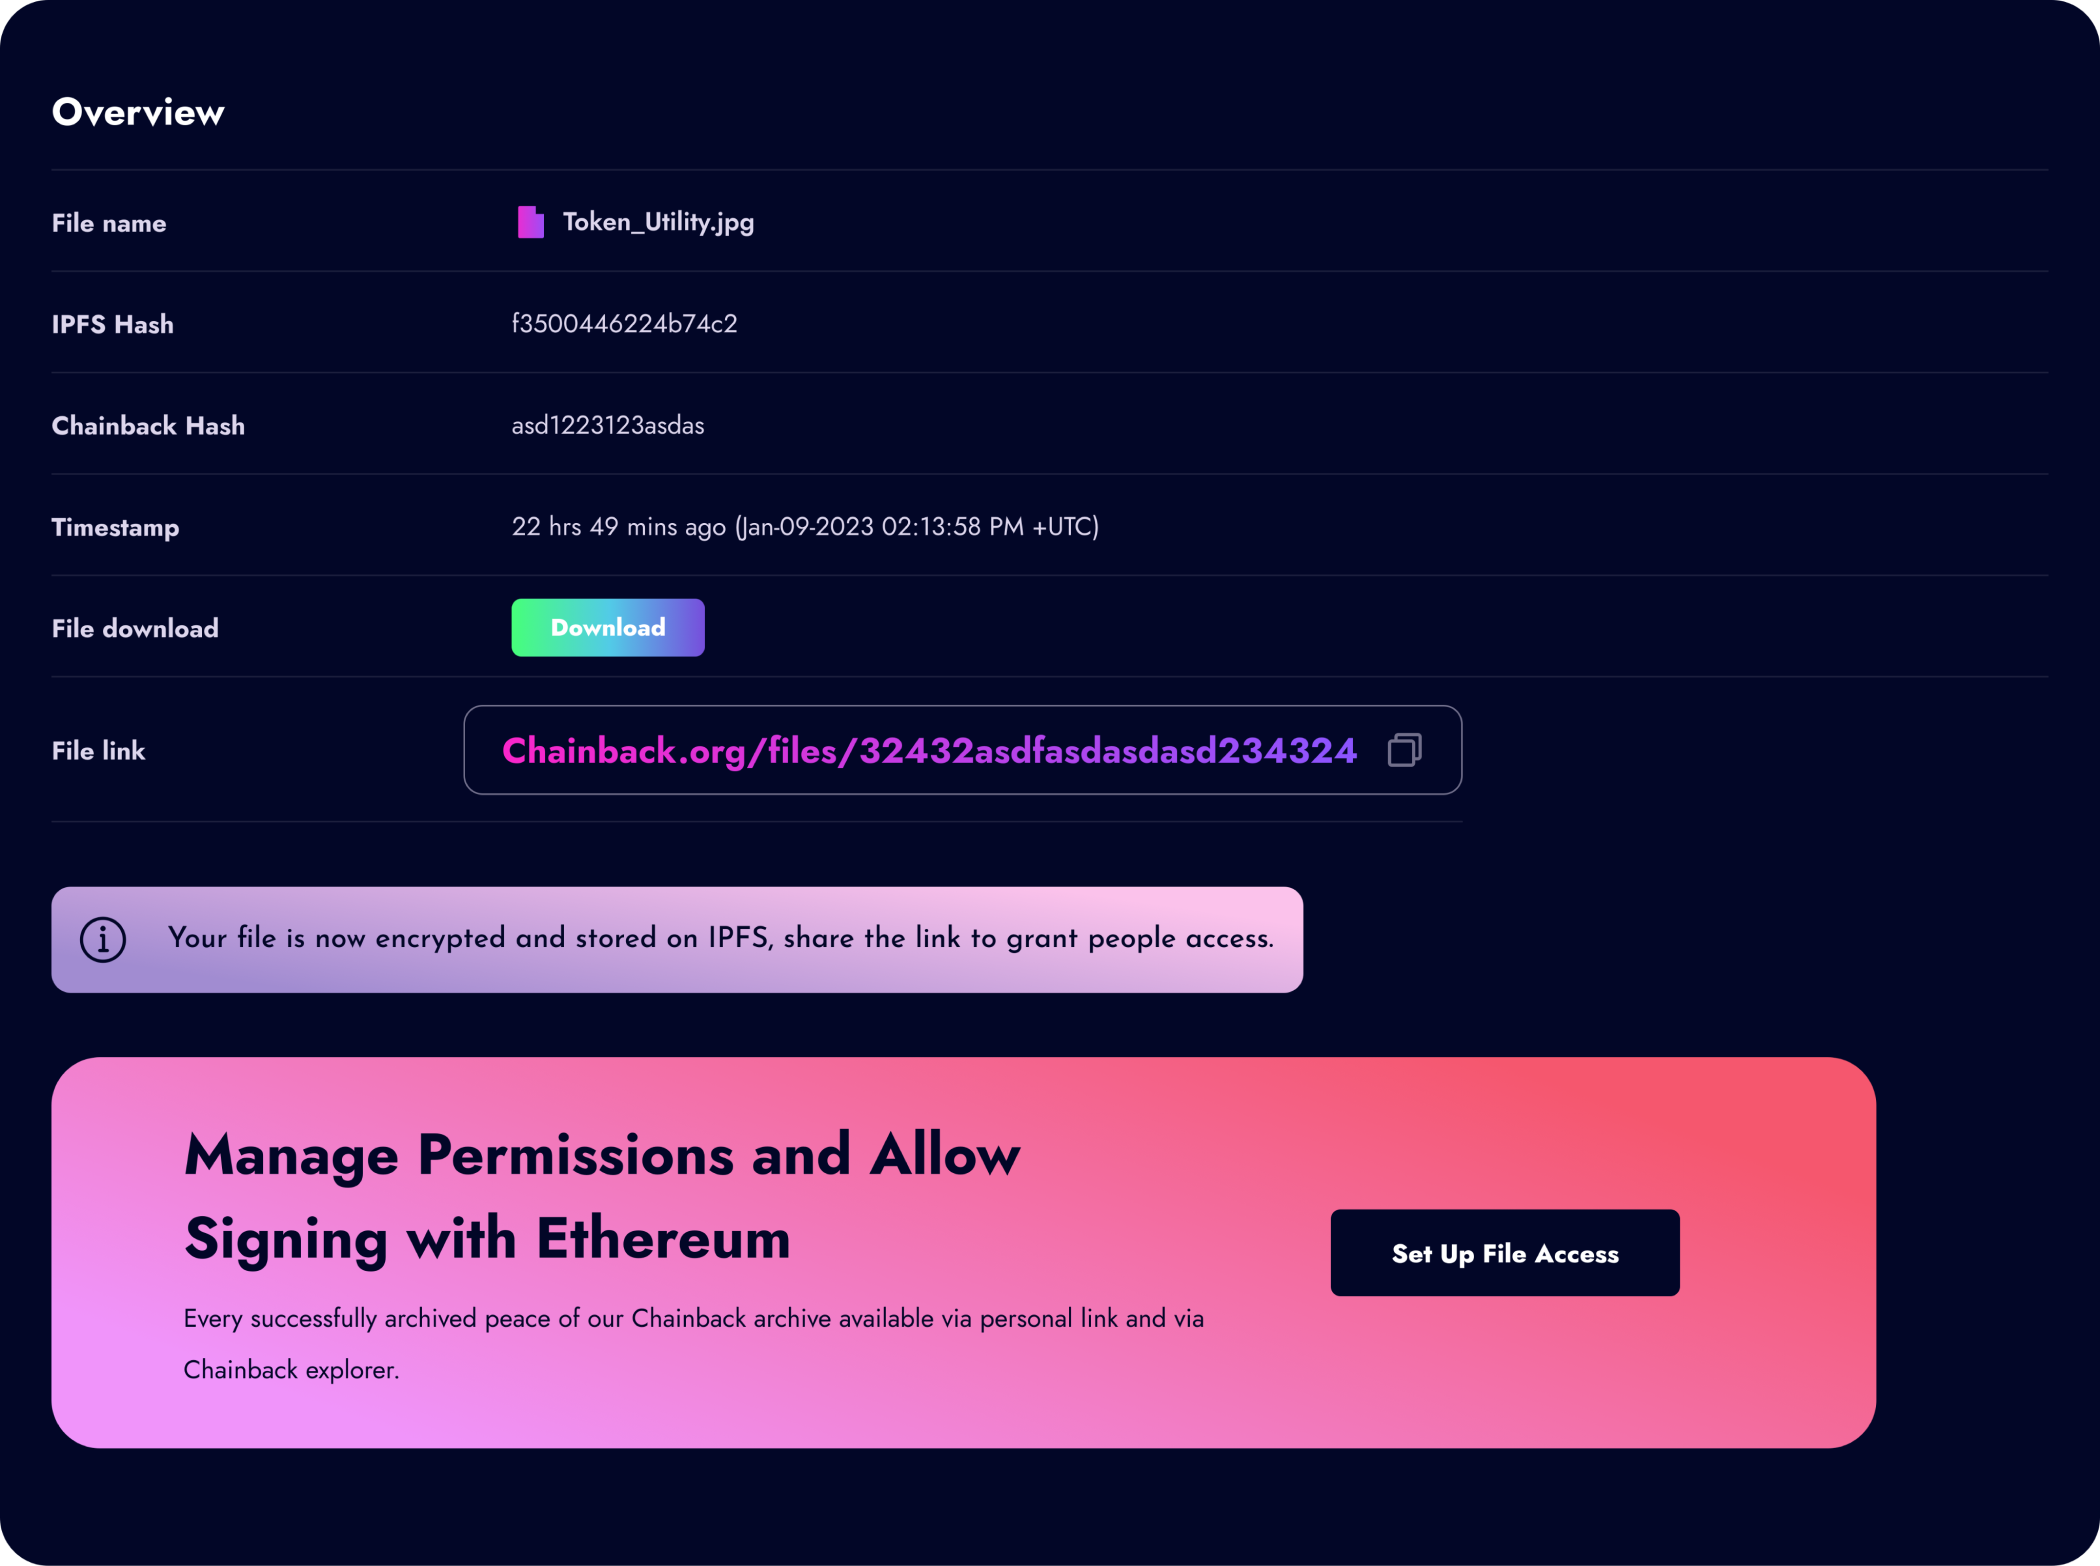 Overview
File name
Token_Utility.jpg
IPFS Hash
f3500446224b74c2
Chainback Hash
asd1223123asdas
Timestamp
22 hrs 49 mins ago (Jan-09-2023 02:13:58 PM +UTC)
File download
Download
File link
Chainback.org/files/32432asdfasdasdasd234324
Your file is now encrypted and stored on IPFS, share the link to grant people access.
Manage Permissions and Allow
Signing with Ethereum
Every successfully archived peace of our Chainback archive available via personal link and via
Chainback explorer.
Set Up File Access